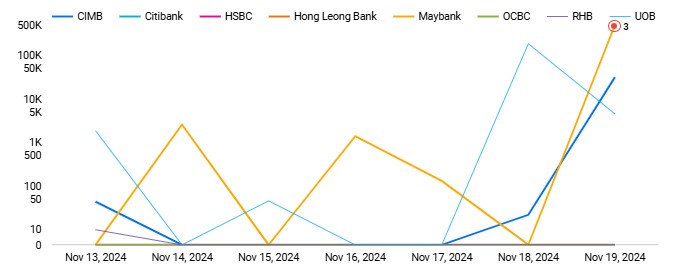 CIMB Citibank HSBC Hong Leong Bank Maybank OCBC RHB UOB
500K
3
100K
50K
10K
5K
1K
500
100
50
10
0
Nov 13, 2024 Nov 14, 2024 Nov 15, 2024 Nov 16, 2024 Nov 17, 2024 Nov 18, 2024 Nov 19, 2024